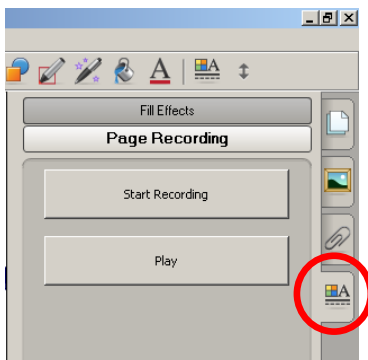 A
A
Fill Effects
Page Recording
Start Recording
Play
A